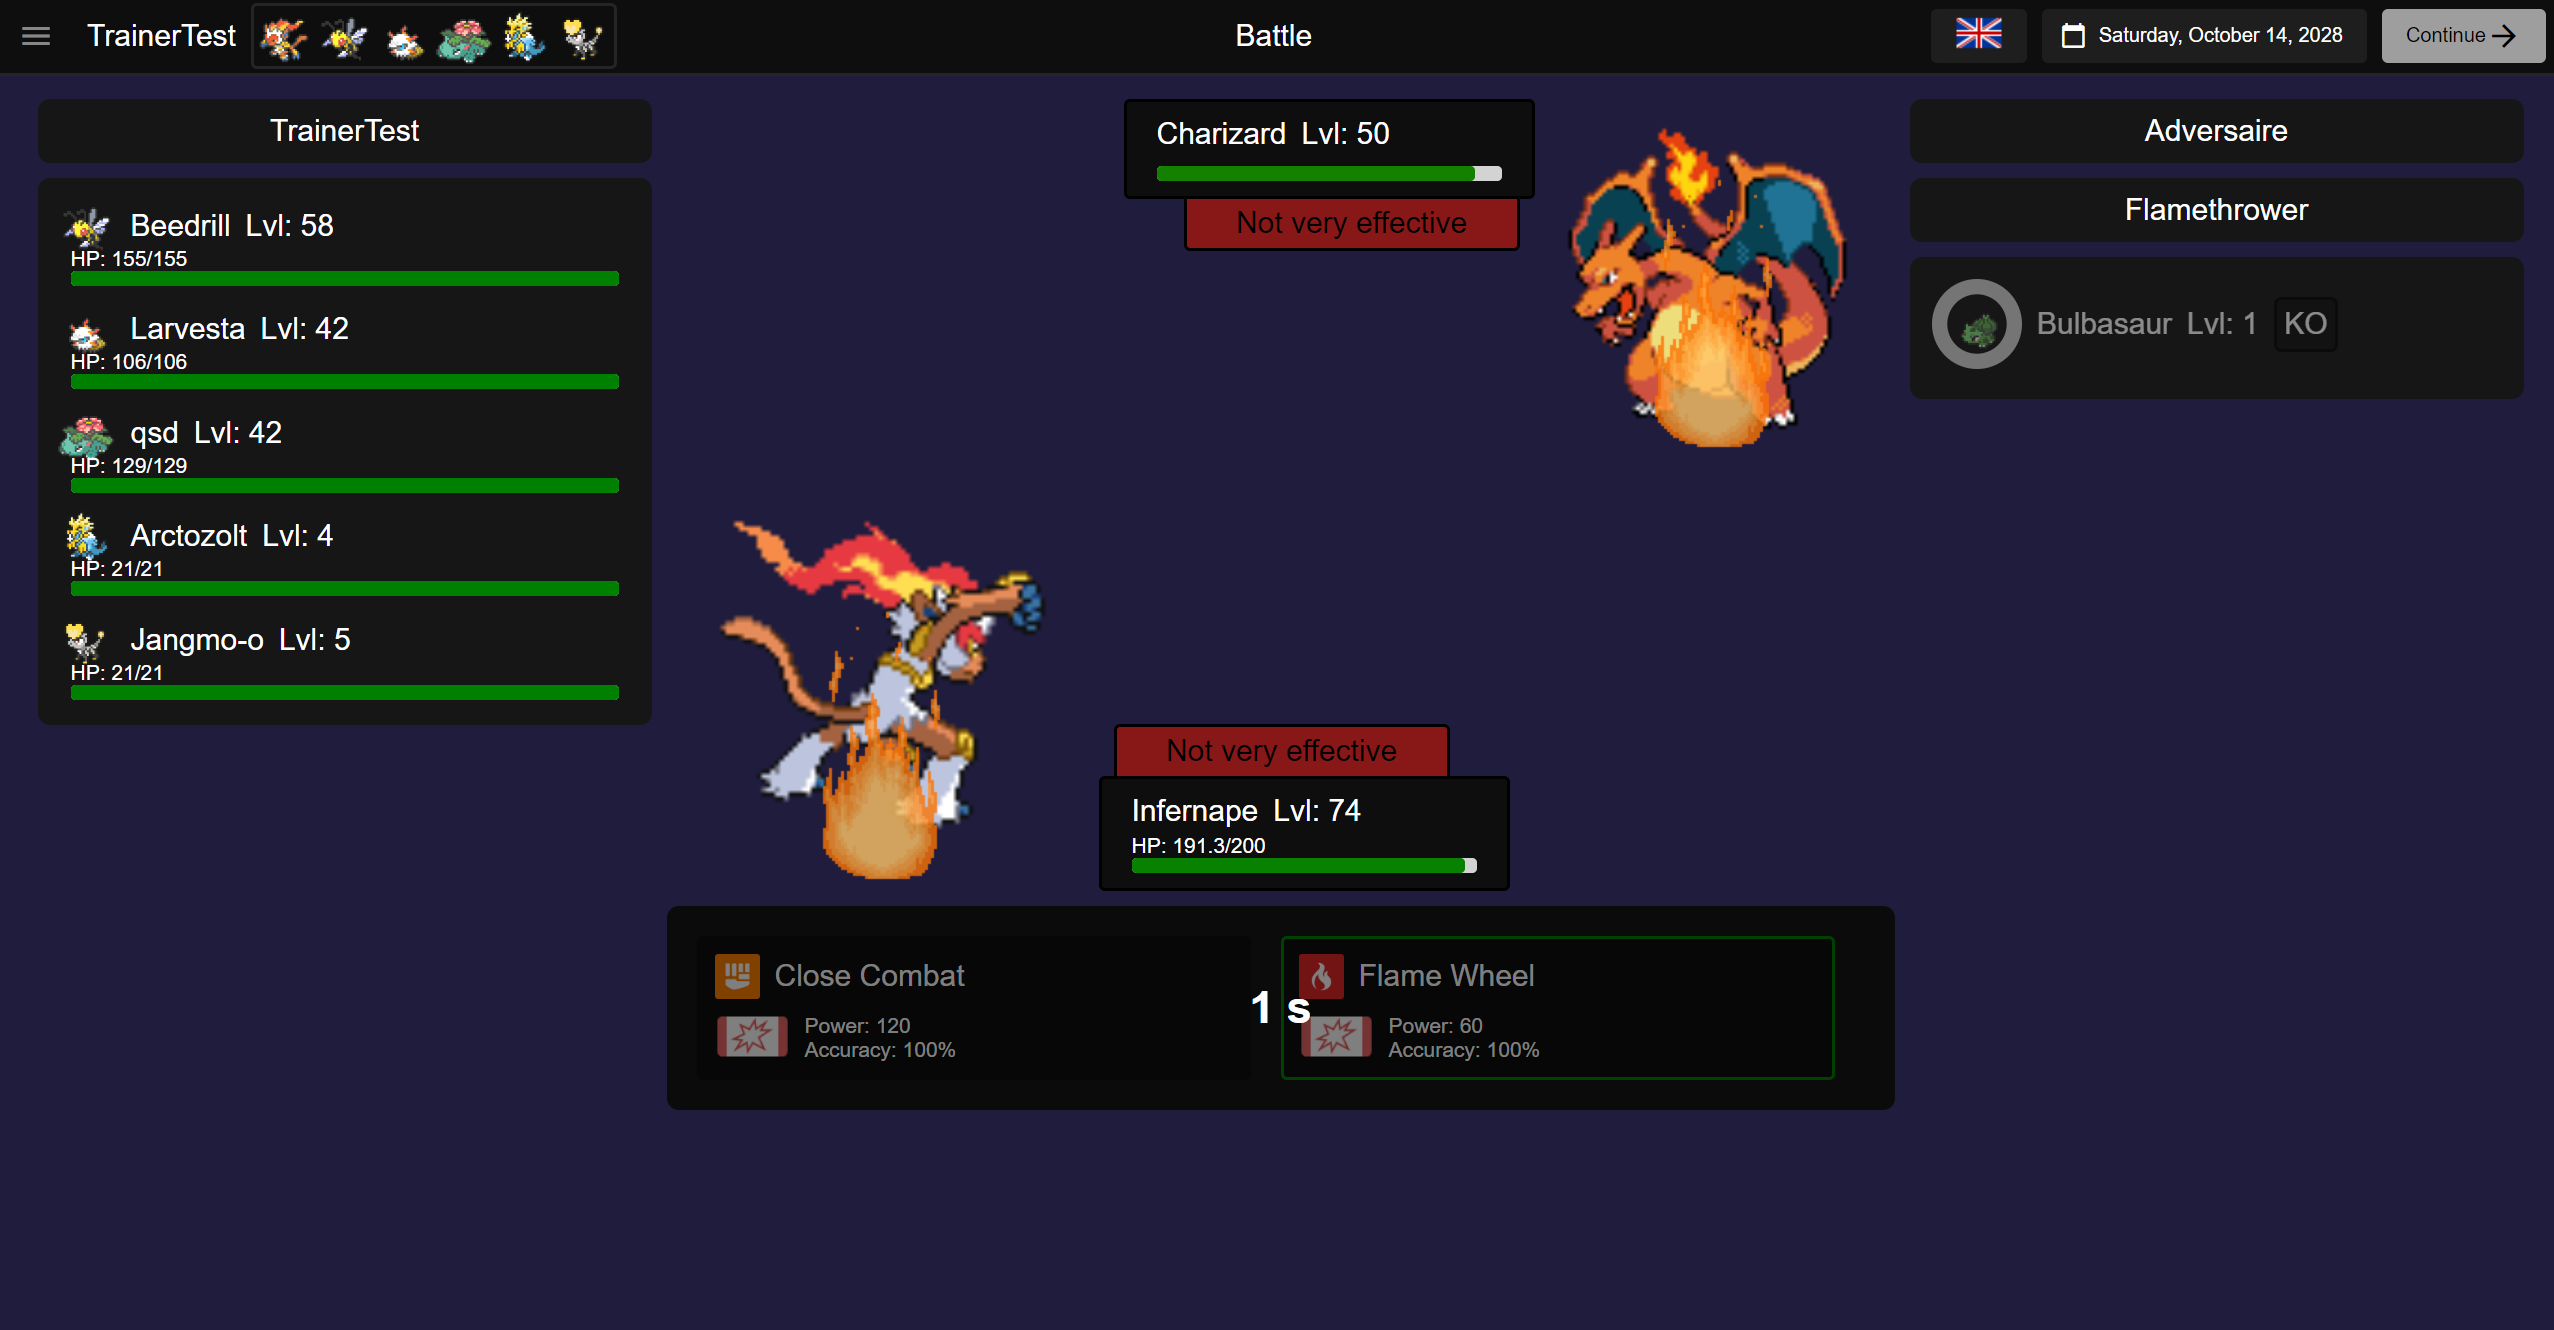 TrainerTest
Battle
Saturday, October 14, 2028
Continue
TrainerTest
Beedrill Lvl: 58
HP: 155/155
Larvesta Lvl: 42
HP: 106/106
qsd Lvl: 42
HP: 129/129
Arctozolt Lvl: 4
HP: 21/21
Jangmo-o Lvl: 5
HP: 21/21
Charizard Lvl: 50
Not very effective
Not very effective
Infernape Lvl: 74
HP: 191.3/200
Close Combat
Power: 120
Accuracy: 100%
1 s
Flame Wheel
Power: 60
Accuracy: 100%
Adversaire
Flamethrower
Bulbasaur Lvl: 1 KO